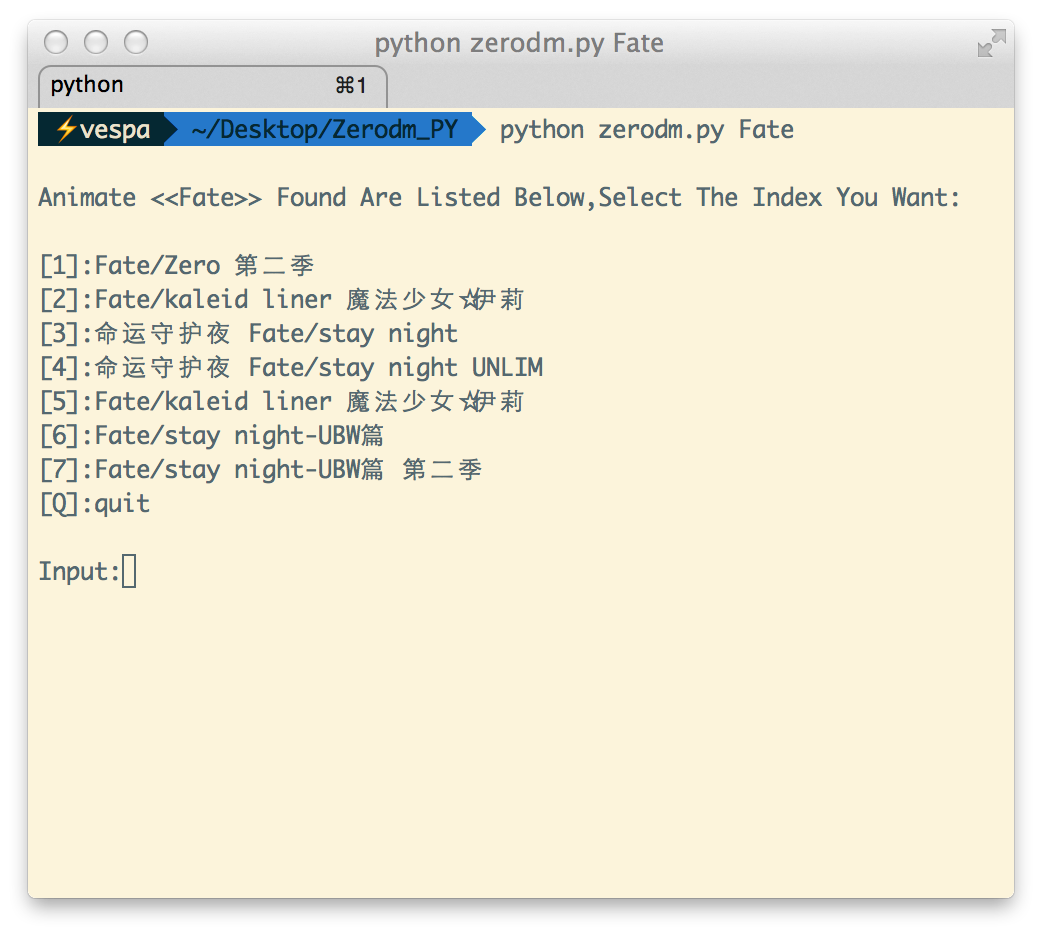 python zerodm.py Fate
python ⌘1
⚡vespa ~/Desktop/Zerodm_PY python zerodm.py Fate
Animate <<Fate>> Found Are Listed Below,Select The Index You Want:
[1]:Fate/Zero 第二季
[2]:Fate/kaleid liner 魔法少女☆伊莉
[3]:命运守护夜 Fate/stay night
[4]:命运守护夜 Fate/stay night UNLIM
[5]:Fate/kaleid liner 魔法少女☆伊莉
[6]:Fate/stay night-UBW篇
[7]:Fate/stay night-UBW篇 第二季
[Q]:quit
Input: